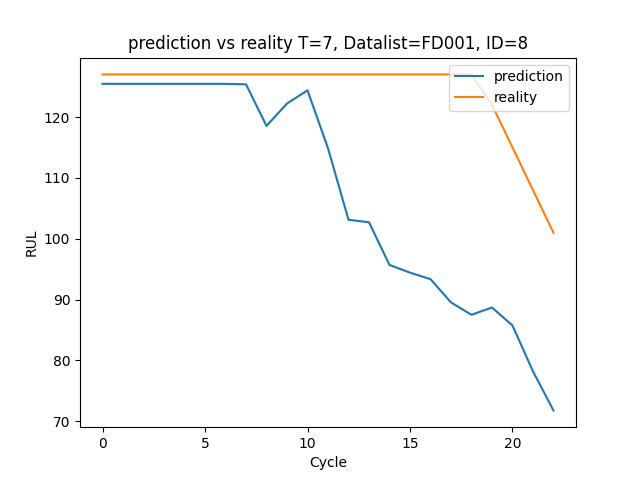 prediction vs reality T=7, Datalist=FD001, ID=8
prediction
reality
120
110
100
90
80
70
RUL
0 5 10 15 20
Cycle